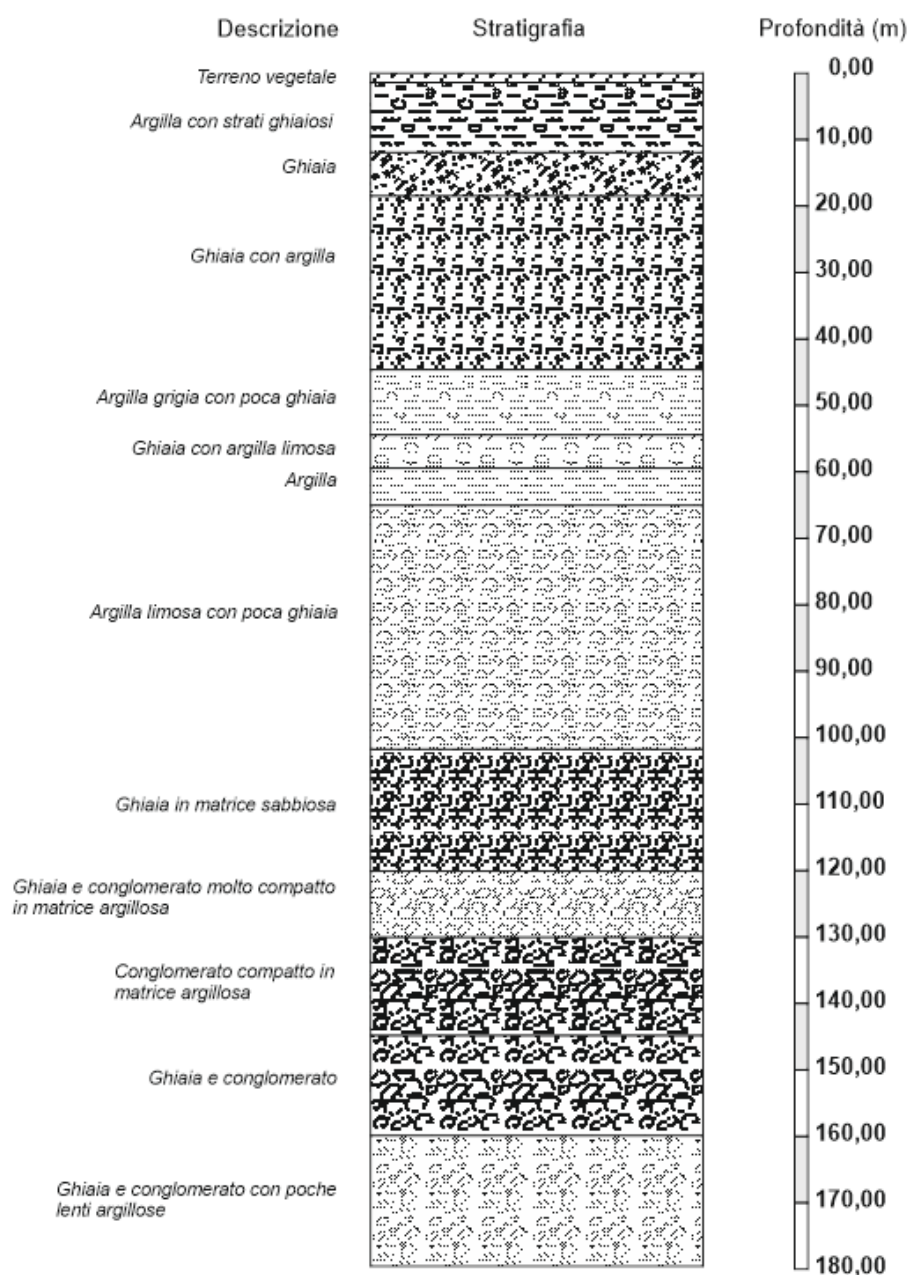 Descrizione Stratigrafia Profondità (m)
0,00
Terreno vegetale
Argilla con strati ghiaiosi
10,00
Ghiaia
20,00
Ghiaia con argilla
30,00
40,00
Argilla grigia con poca ghiaia
50,00
Ghiaia con argilla limosa
60,00
Argilla
70,00
80,00
Argilla limosa con poca ghiaia
90,00
100,00
Ghiaia in matrice sabbiosa
110,00
120,00
Ghiaia e conglomerato molto compatto
in matrice argillosa
130,00
Conglomerato compatto in
matrice argillosa
140,00
150,00
Ghiaia e conglomerato
160,00
Ghiaia e conglomerato con poche
lenti argillose
170,00
180,00